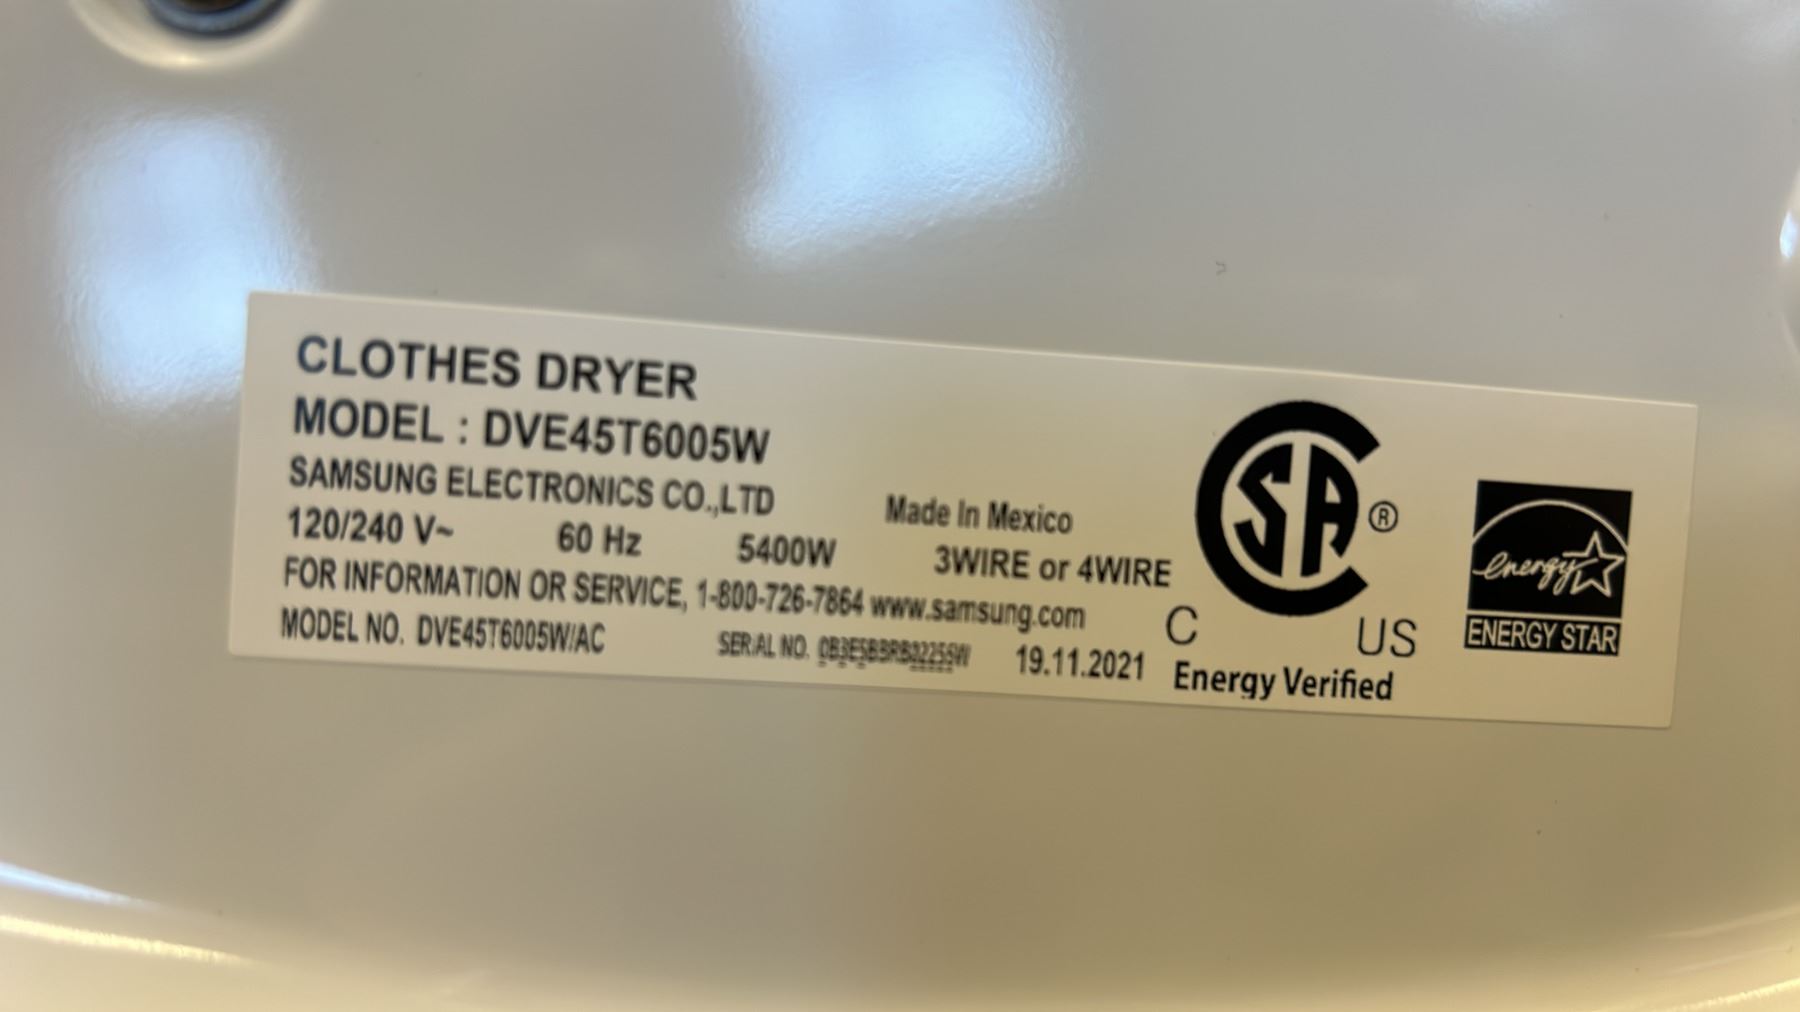 CLOTHES DRYER
MODEL : DVE45T6005W
SAMSUNG ELECTRONICS CO.,LTD
Made In Mexico
120/240 V~ 60 Hz 5400W 3WIRE or 4WIRE
FOR INFORMATION OR SERVICE, 1-800-726-7864 www.samsung.com
MODEL NO. DVE45T6005W/AC SERIAL NO. 19.11.2021
CSA ®
C US
Energy Verified
energy
ENERGY STAR